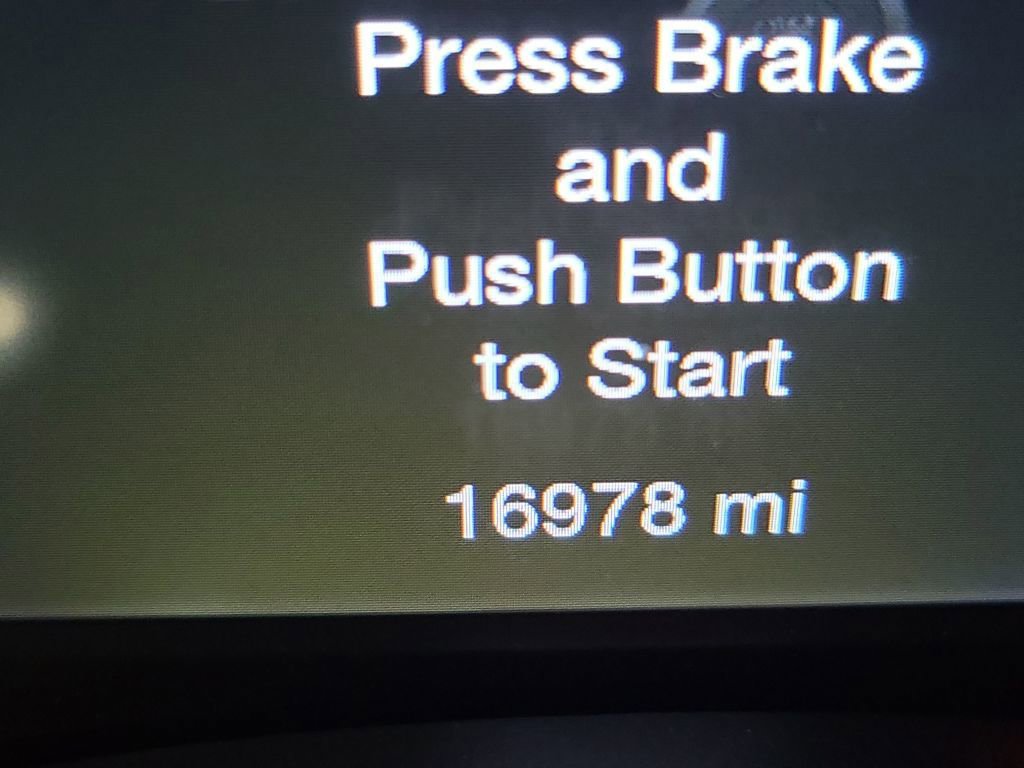 Press Brake
and
Push Button
to Start
16978 mi